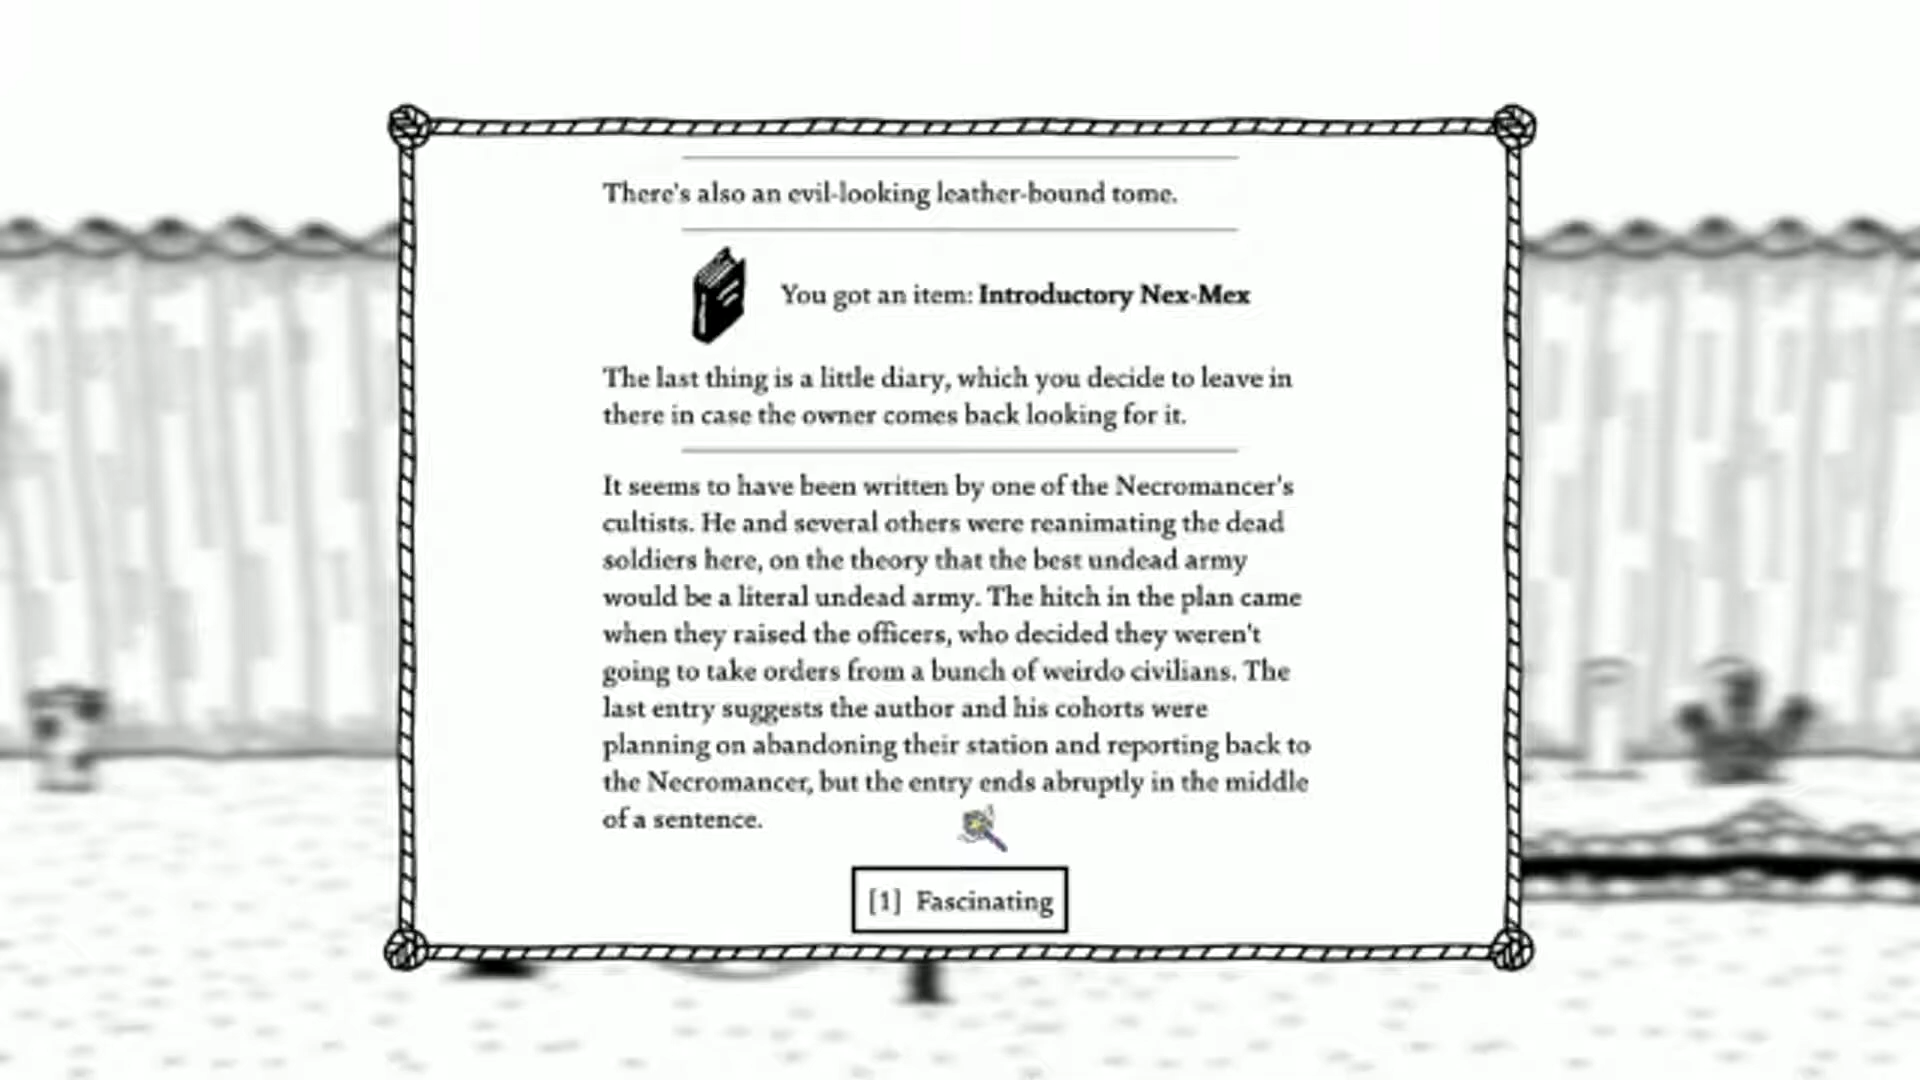 There's also an evil-looking leather-bound tome.
You got an item: Introductory Nex-Mex
The last thing is a little diary, which you decide to leave in
there in case the owner comes back looking for it.
It seems to have been written by one of the Necromancer's
cultists. He and several others were reanimating the dead
soldiers here, on the theory that the best undead army
would be a literal undead army. The hitch in the plan came
when they raised the officers, who decided they weren't
going to take orders from a bunch of weirdo civilians. The
last entry suggests the author and his cohorts were
planning on abandoning their station and reporting back to
the Necromancer, but the entry ends abruptly in the middle
of a sentence.
[1] Fascinating